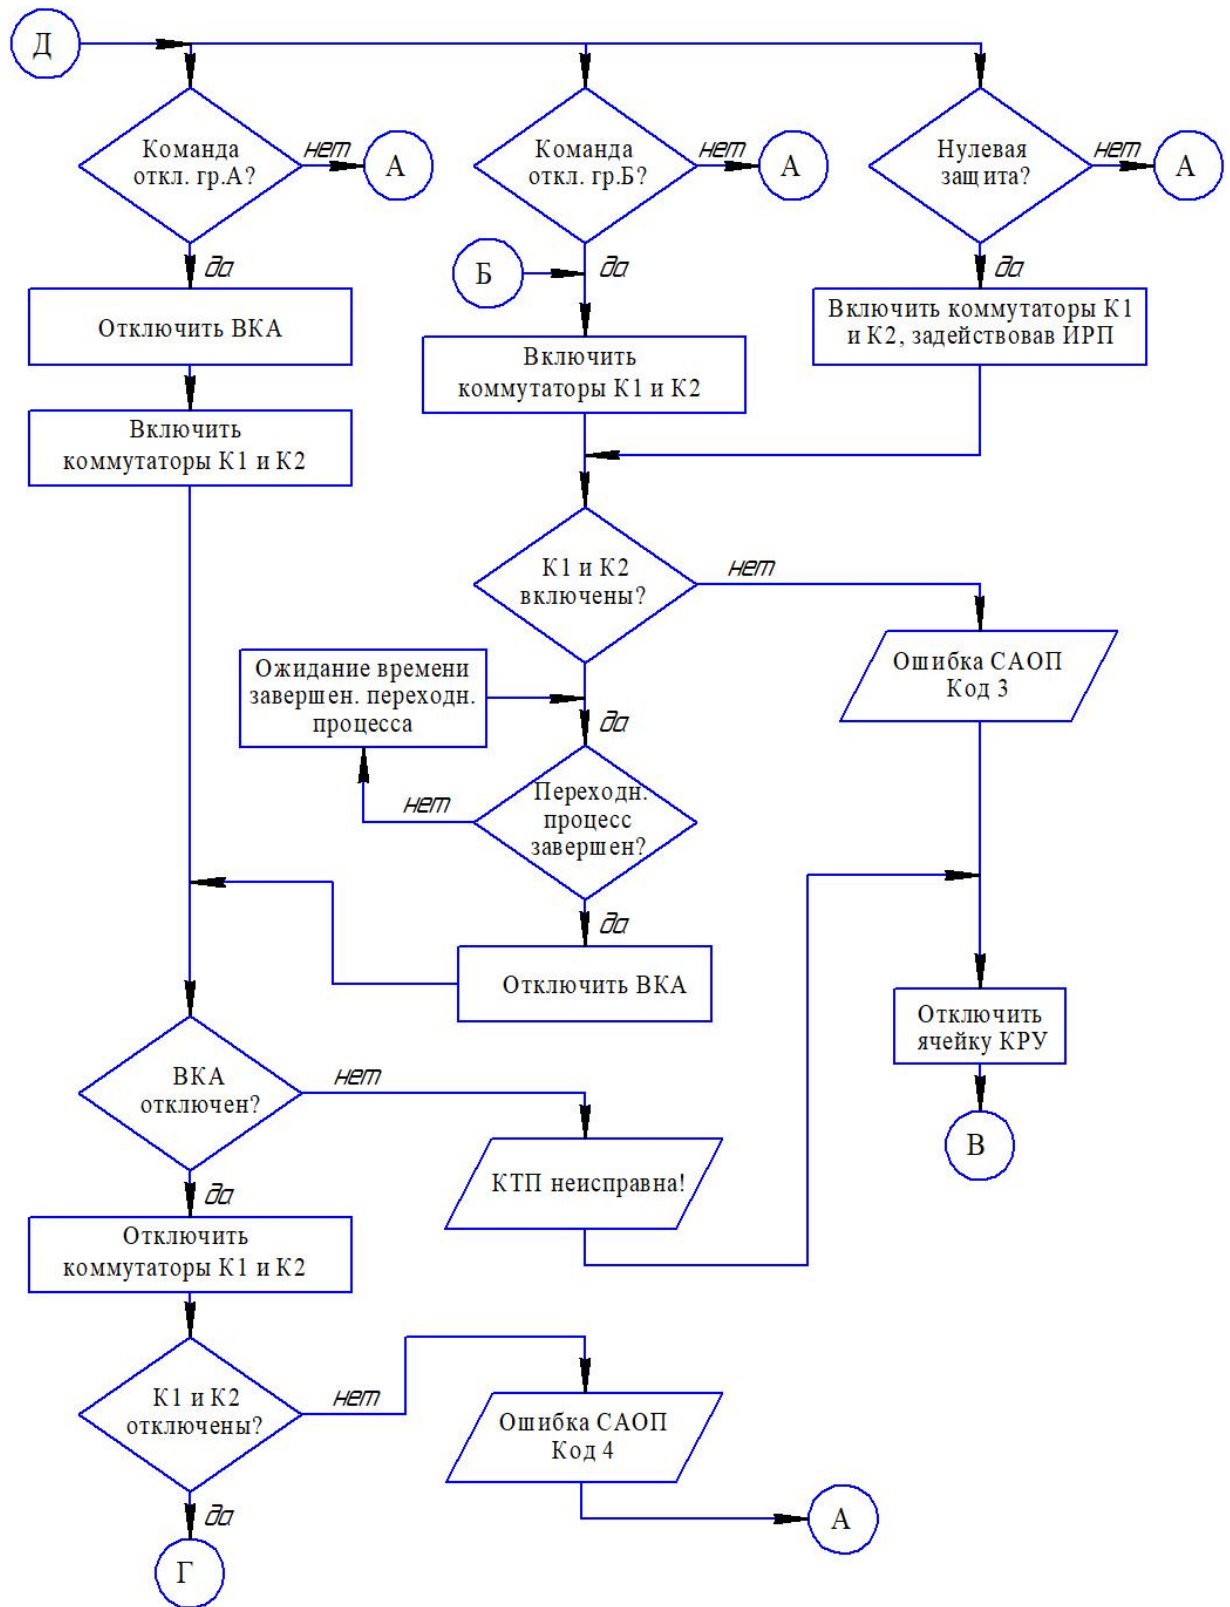 Д
Команда
откл. гр.А?
нет
А
Команда
откл. гр.Б?
нет
А
Нулевая
защита?
нет
А
да
Б
да
да
Отключить ВКА
Включить
коммутаторы К1 и К2
Включить коммутаторы К1
и К2, задействовав ИРП
Включить
коммутаторы К1 и К2
К1 и К2
включены?
нет
Ошибка САОП
Код 3
Ожидание времени
завершен. переходн.
процесса
да
нет
Переходн.
процесс
завершен?
да
Отключить ВКА
Отключить
ячейку КРУ
В
ВКА
отключен?
нет
КТП неисправна!
да
Отключить
коммутаторы К1 и К2
К1 и К2
отключены?
нет
Ошибка САОП
Код 4
А
да
Г